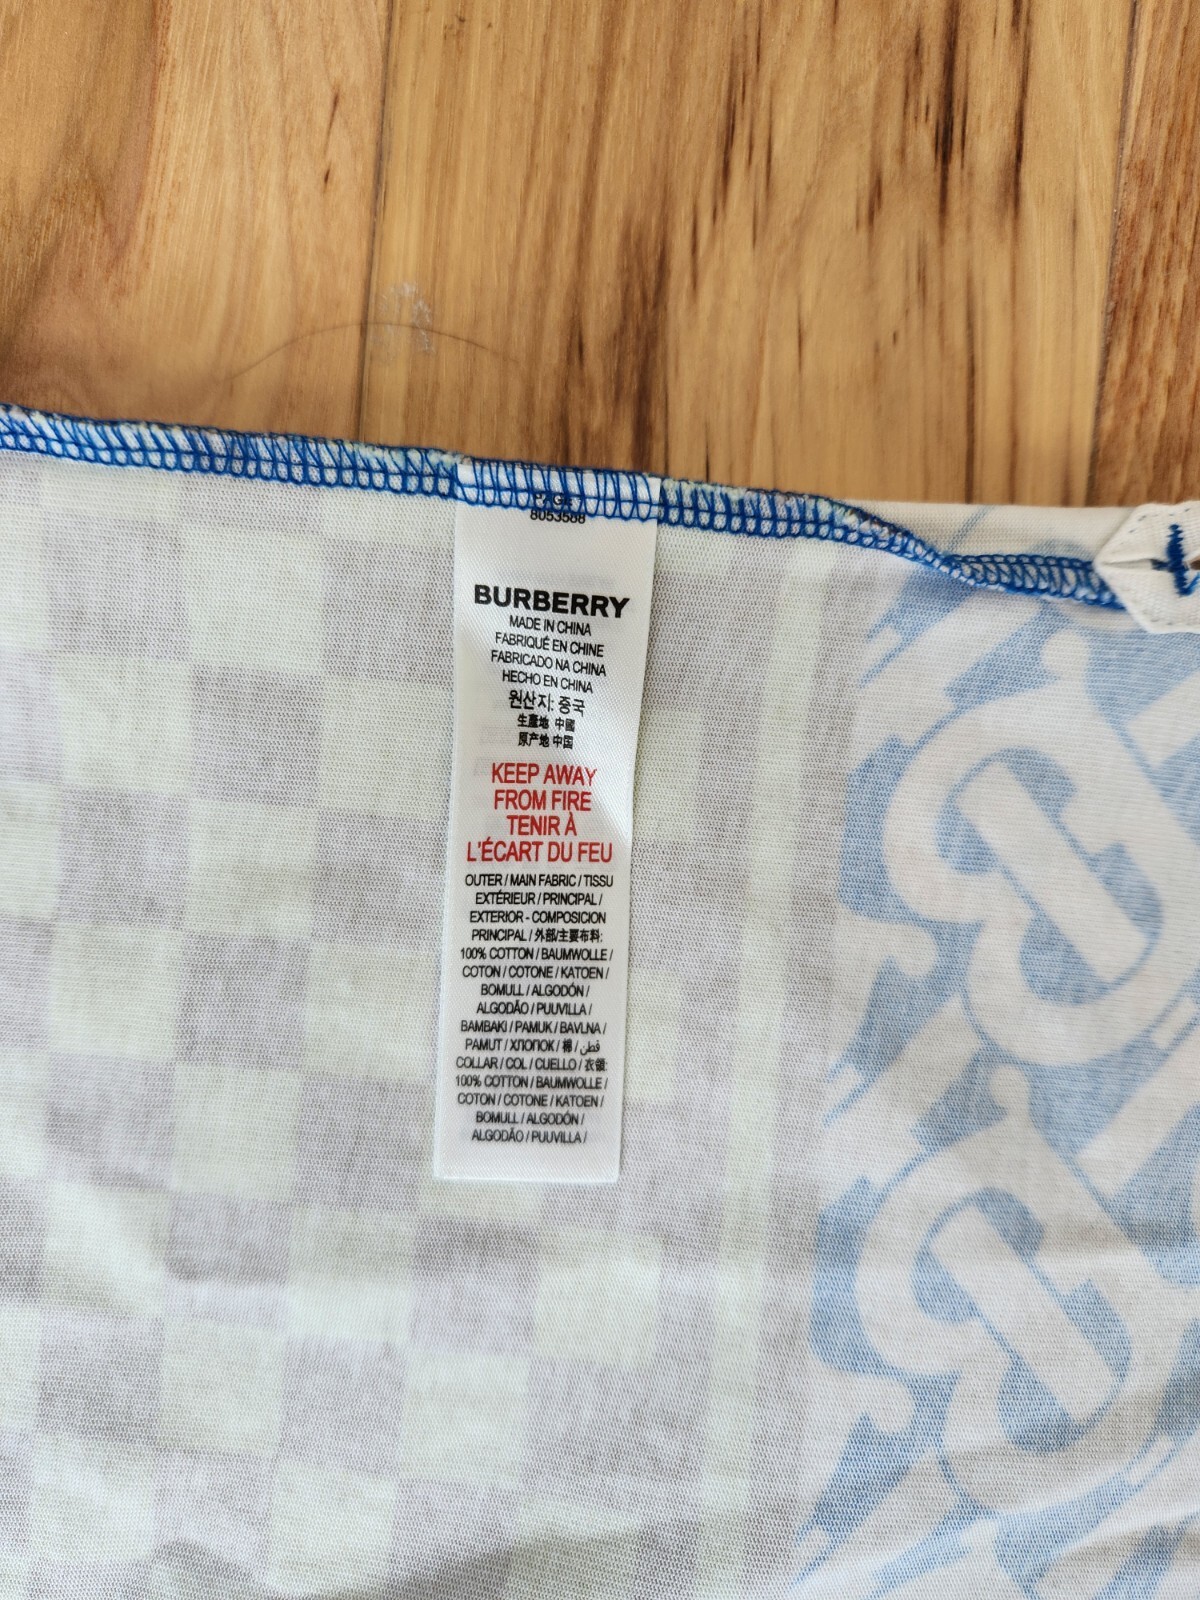 8053568
BURBERRY
MADE IN CHINA
FABRIQUÉ EN CHINE
FABRICADO NA CHINA
HECHO EN CHINA
원산지: 중국
生產地 中國
原产地 中国
KEEP AWAY
FROM FIRE
TENIR À
L'ÉCART DU FEU
OUTER / MAIN FABRIC / TISSU
EXTÉRIEUR / PRINCIPAL /
EXTERIOR - COMPOSICION
PRINCIPAL / 外部/主要布料:
100% COTTON / BAUMWOLLE /
COTON / COTONE / KATOEN /
BOMULL / ALGODÓN /
ALGODÃO / PUUVILLA /
BAMBAKI / PAMUK / BAVLNA /
PAMUT / ХЛОПОК / 棉 / قطن /
COLLAR / COL / CUELLO / 衣領:
100% COTTON / BAUMWOLLE /
COTON / COTONE / KATOEN /
BOMULL / ALGODÓN /
ALGODÃO / PUUVILLA /